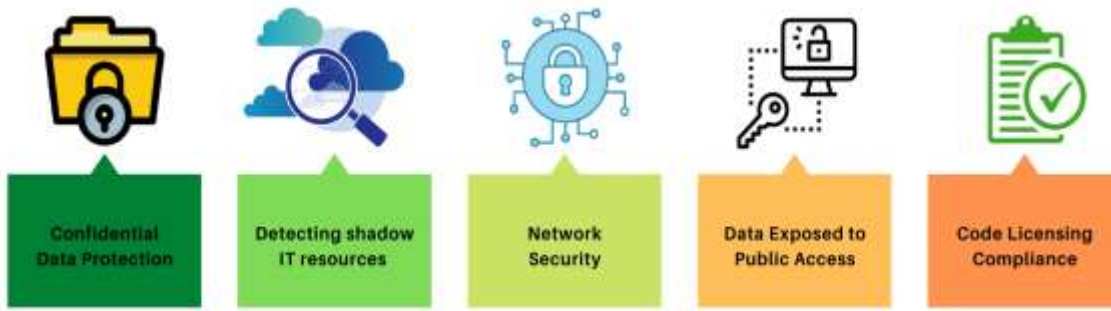 Confidential
Data Protection
Detecting shadow
IT resources
Network
Security
Data Exposed to
Public Access
Code Licensing
Compliance